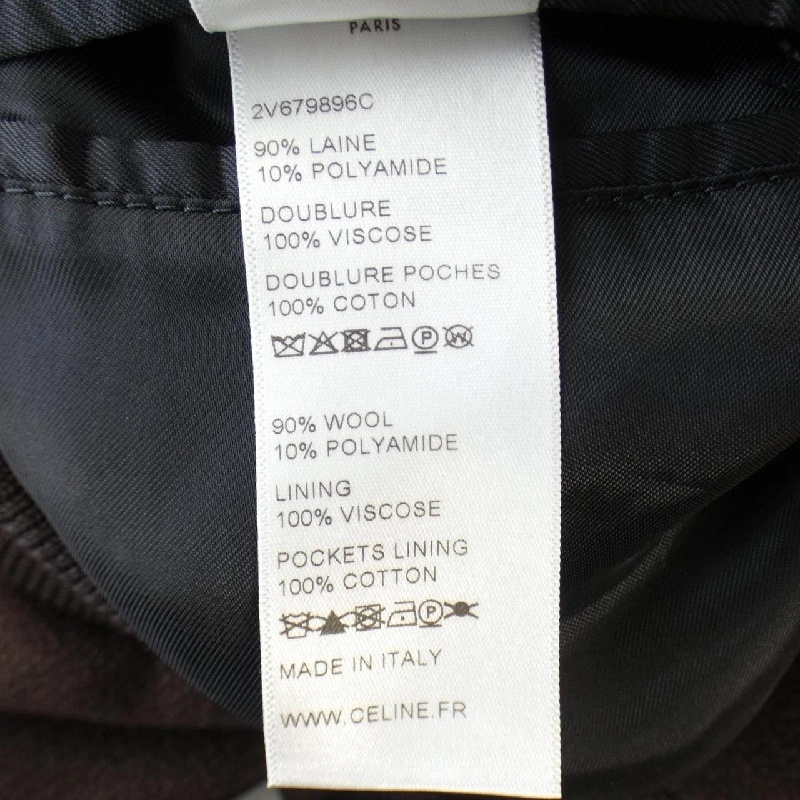 PARIS
2V679896C
90% LAINE
10% POLYAMIDE
DOUBLURE
100% VISCOSE
DOUBLURE POCHES
100% COTON
P W
90% WOOL
10% POLYAMIDE
LINING
100% VISCOSE
POCKETS LINING
100% COTTON
P
MADE IN ITALY
WWW.CELINE.FR